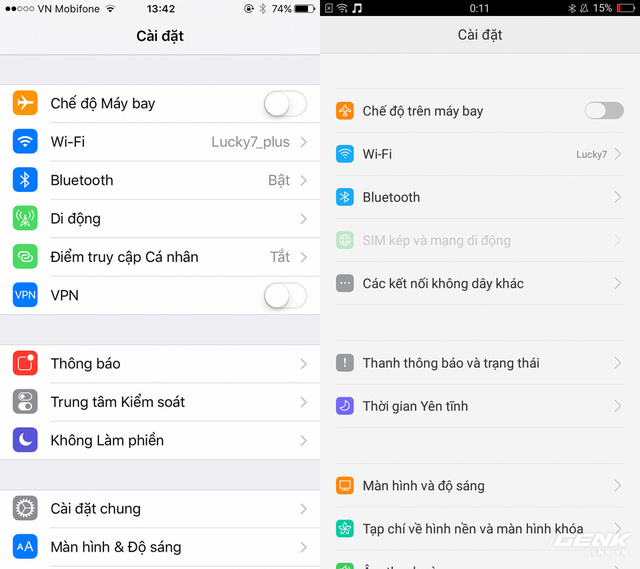 VN Mobifone 13:42 74%
Cài đặt
Chế độ Máy bay
Wi-Fi Lucky7_plus
Bluetooth Bật
Di động
Điểm truy cập Cá nhân Tắt
VPN VPN
Thông báo
Trung tâm Kiểm soát
Không Làm phiền
Cài đặt chung
AA Màn hình & Độ sáng
0:11 15%
Cài đặt
Chế độ trên máy bay
Wi-Fi Lucky7
Bluetooth
SIM kép và mạng di động
Các kết nối không dây khác
Thanh thông báo và trạng thái
Thời gian Yên tĩnh
Màn hình và độ sáng
Tạp chí về hình nền và màn hình khóa
GENK